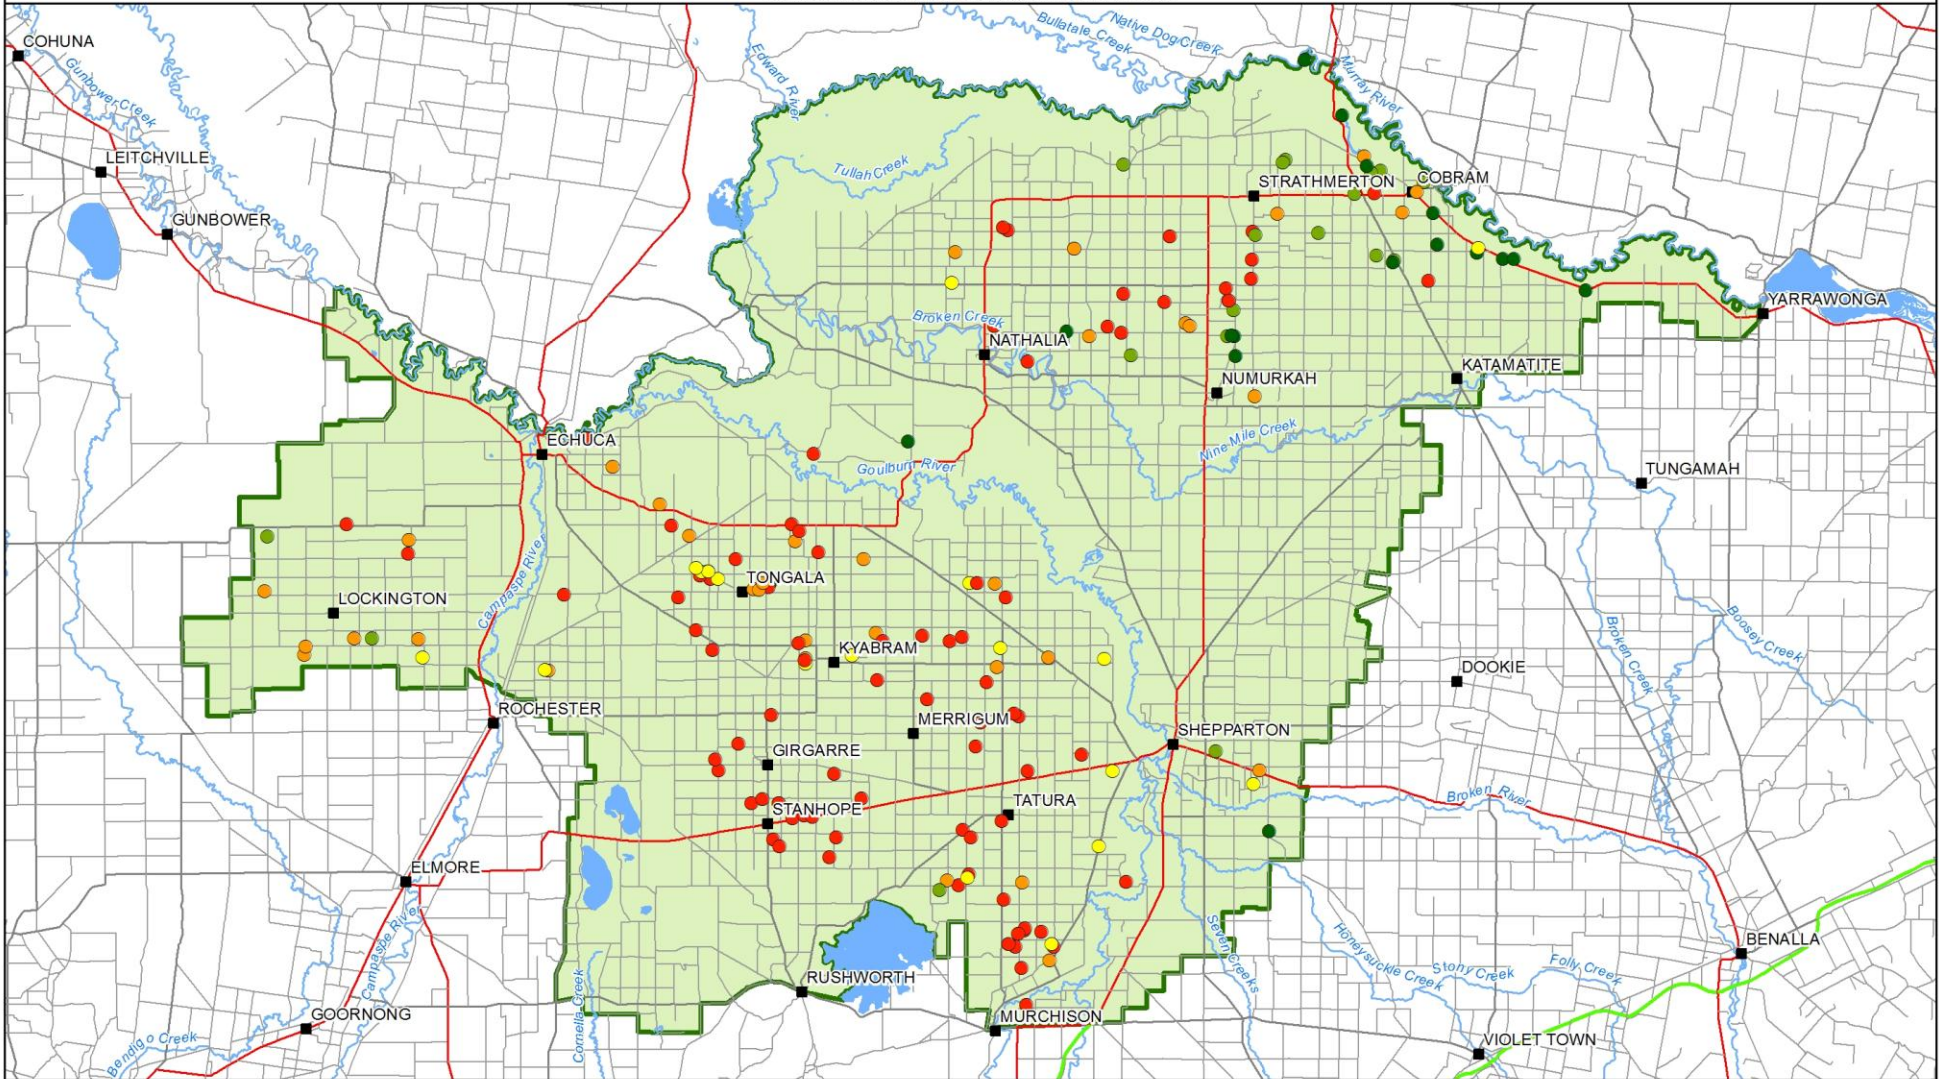 COHUNA
Gunbower Creek
Edward River
Bullatale Creek
Native Dog Creek
Murray River
LEITCHVILLE
Tullah Creek
STRATHMERTON
COBRAM
GUNBOWER
YARRAWONGA
Broken Creek
NATHALIA
KATAMATITE
NUMURKAH
ECHUCA
Nine Mile Creek
Goulburn River
TUNGAMAH
Campaspe River
TONGALA
LOCKINGTON
Broken Creek
Boosey Creek
KYABRAM
DOOKIE
ROCHESTER
MERRIGUM
SHEPPARTON
GIRGARRE
TATURA
STANHOPE
Broken River
ELMORE
Campaspe River
Seven Creeks
Honeysuckle Creek
Stony Creek
Folly Creek
BENALLA
RUSHWORTH
Cornella Creek
GOORNONG
MURCHISON
Bendigo Creek
VIOLET TOWN